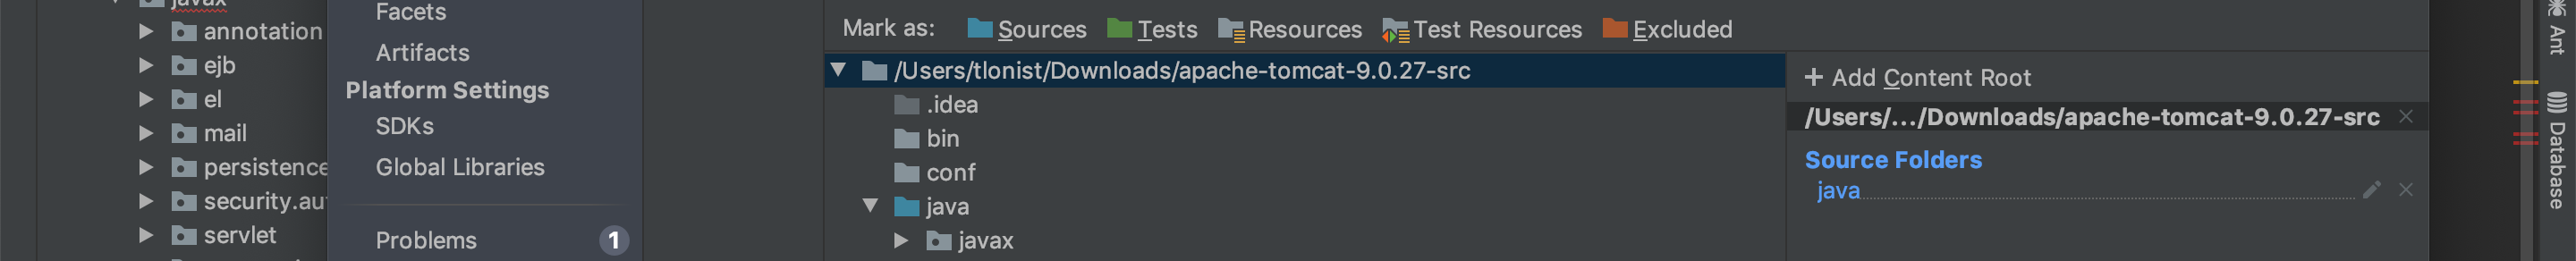 javax
annotation
ejb
el
mail
persistence
security.au
servlet
Facets
Artifacts
Platform Settings
SDKs
Global Libraries
Problems 1
Mark as: Sources Tests Resources Test Resources Excluded
/Users/tlonist/Downloads/apache-tomcat-9.0.27-src
.idea
bin
conf
java
javax
+ Add Content Root
/Users/.../Downloads/apache-tomcat-9.0.27-src
Source Folders
java
Ant
Database